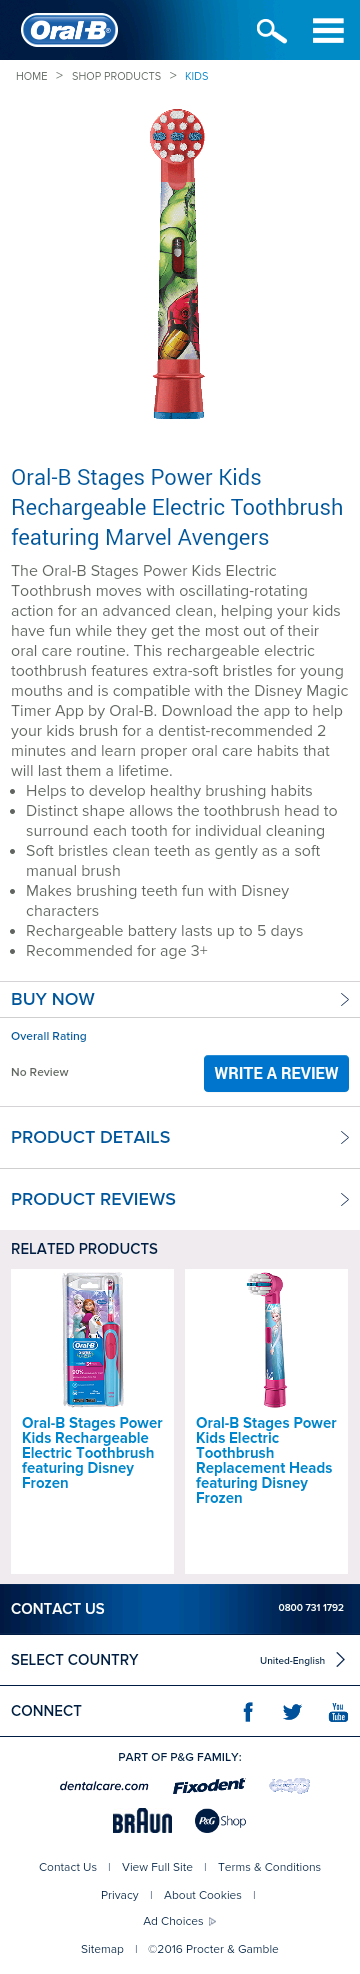 Oral-B
HOME > SHOP PRODUCTS > KIDS
Oral-B Stages Power Kids
Rechargeable Electric Toothbrush
featuring Marvel Avengers
The Oral-B Stages Power Kids Electric
Toothbrush moves with oscillating-rotating
action for an advanced clean, helping your kids
have fun while they get the most out of their
oral care routine. This rechargeable electric
toothbrush features extra-soft bristles for young
mouths and is compatible with the Disney Magic
Timer App by Oral-B. Download the app to help
your kids brush for a dentist-recommended 2
minutes and learn proper oral care habits that
will last them a lifetime.
• Helps to develop healthy brushing habits
• Distinct shape allows the toothbrush head to
surround each tooth for individual cleaning
• Soft bristles clean teeth as gently as a soft
manual brush
• Makes brushing teeth fun with Disney
characters
• Rechargeable battery lasts up to 5 days
• Recommended for age 3+
BUY NOW
Overall Rating
No Review
WRITE A REVIEW
PRODUCT DETAILS
PRODUCT REVIEWS
RELATED PRODUCTS
Oral-B
Oral-B Stages Power
Kids Rechargeable
Electric Toothbrush
featuring Disney
Frozen
Oral-B Stages Power
Kids Electric
Toothbrush
Replacement Heads
featuring Disney
Frozen
CONTACT US 0800 731 1792
SELECT COUNTRY United-English
CONNECT You Tube
PART OF P&G FAMILY:
dentalcare.com Fixodent
BRAUN P&G Shop
Contact Us | View Full Site | Terms & Conditions
Privacy | About Cookies |
Ad Choices
Sitemap | ©2016 Procter & Gamble